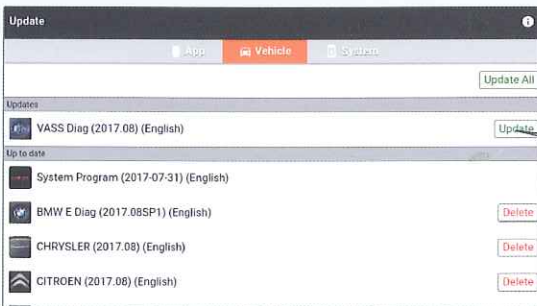 Update
App
Vehicle
System
Update All
Updates
VASS Diag (2017.08) (English)
Update
Up to date
System Program (2017-07-31) (English)
BMW E Diag (2017.08SP1) (English)
Delete
CHRYSLER (2017.08) (English)
Delete
CITROEN (2017.08) (English)
Delete